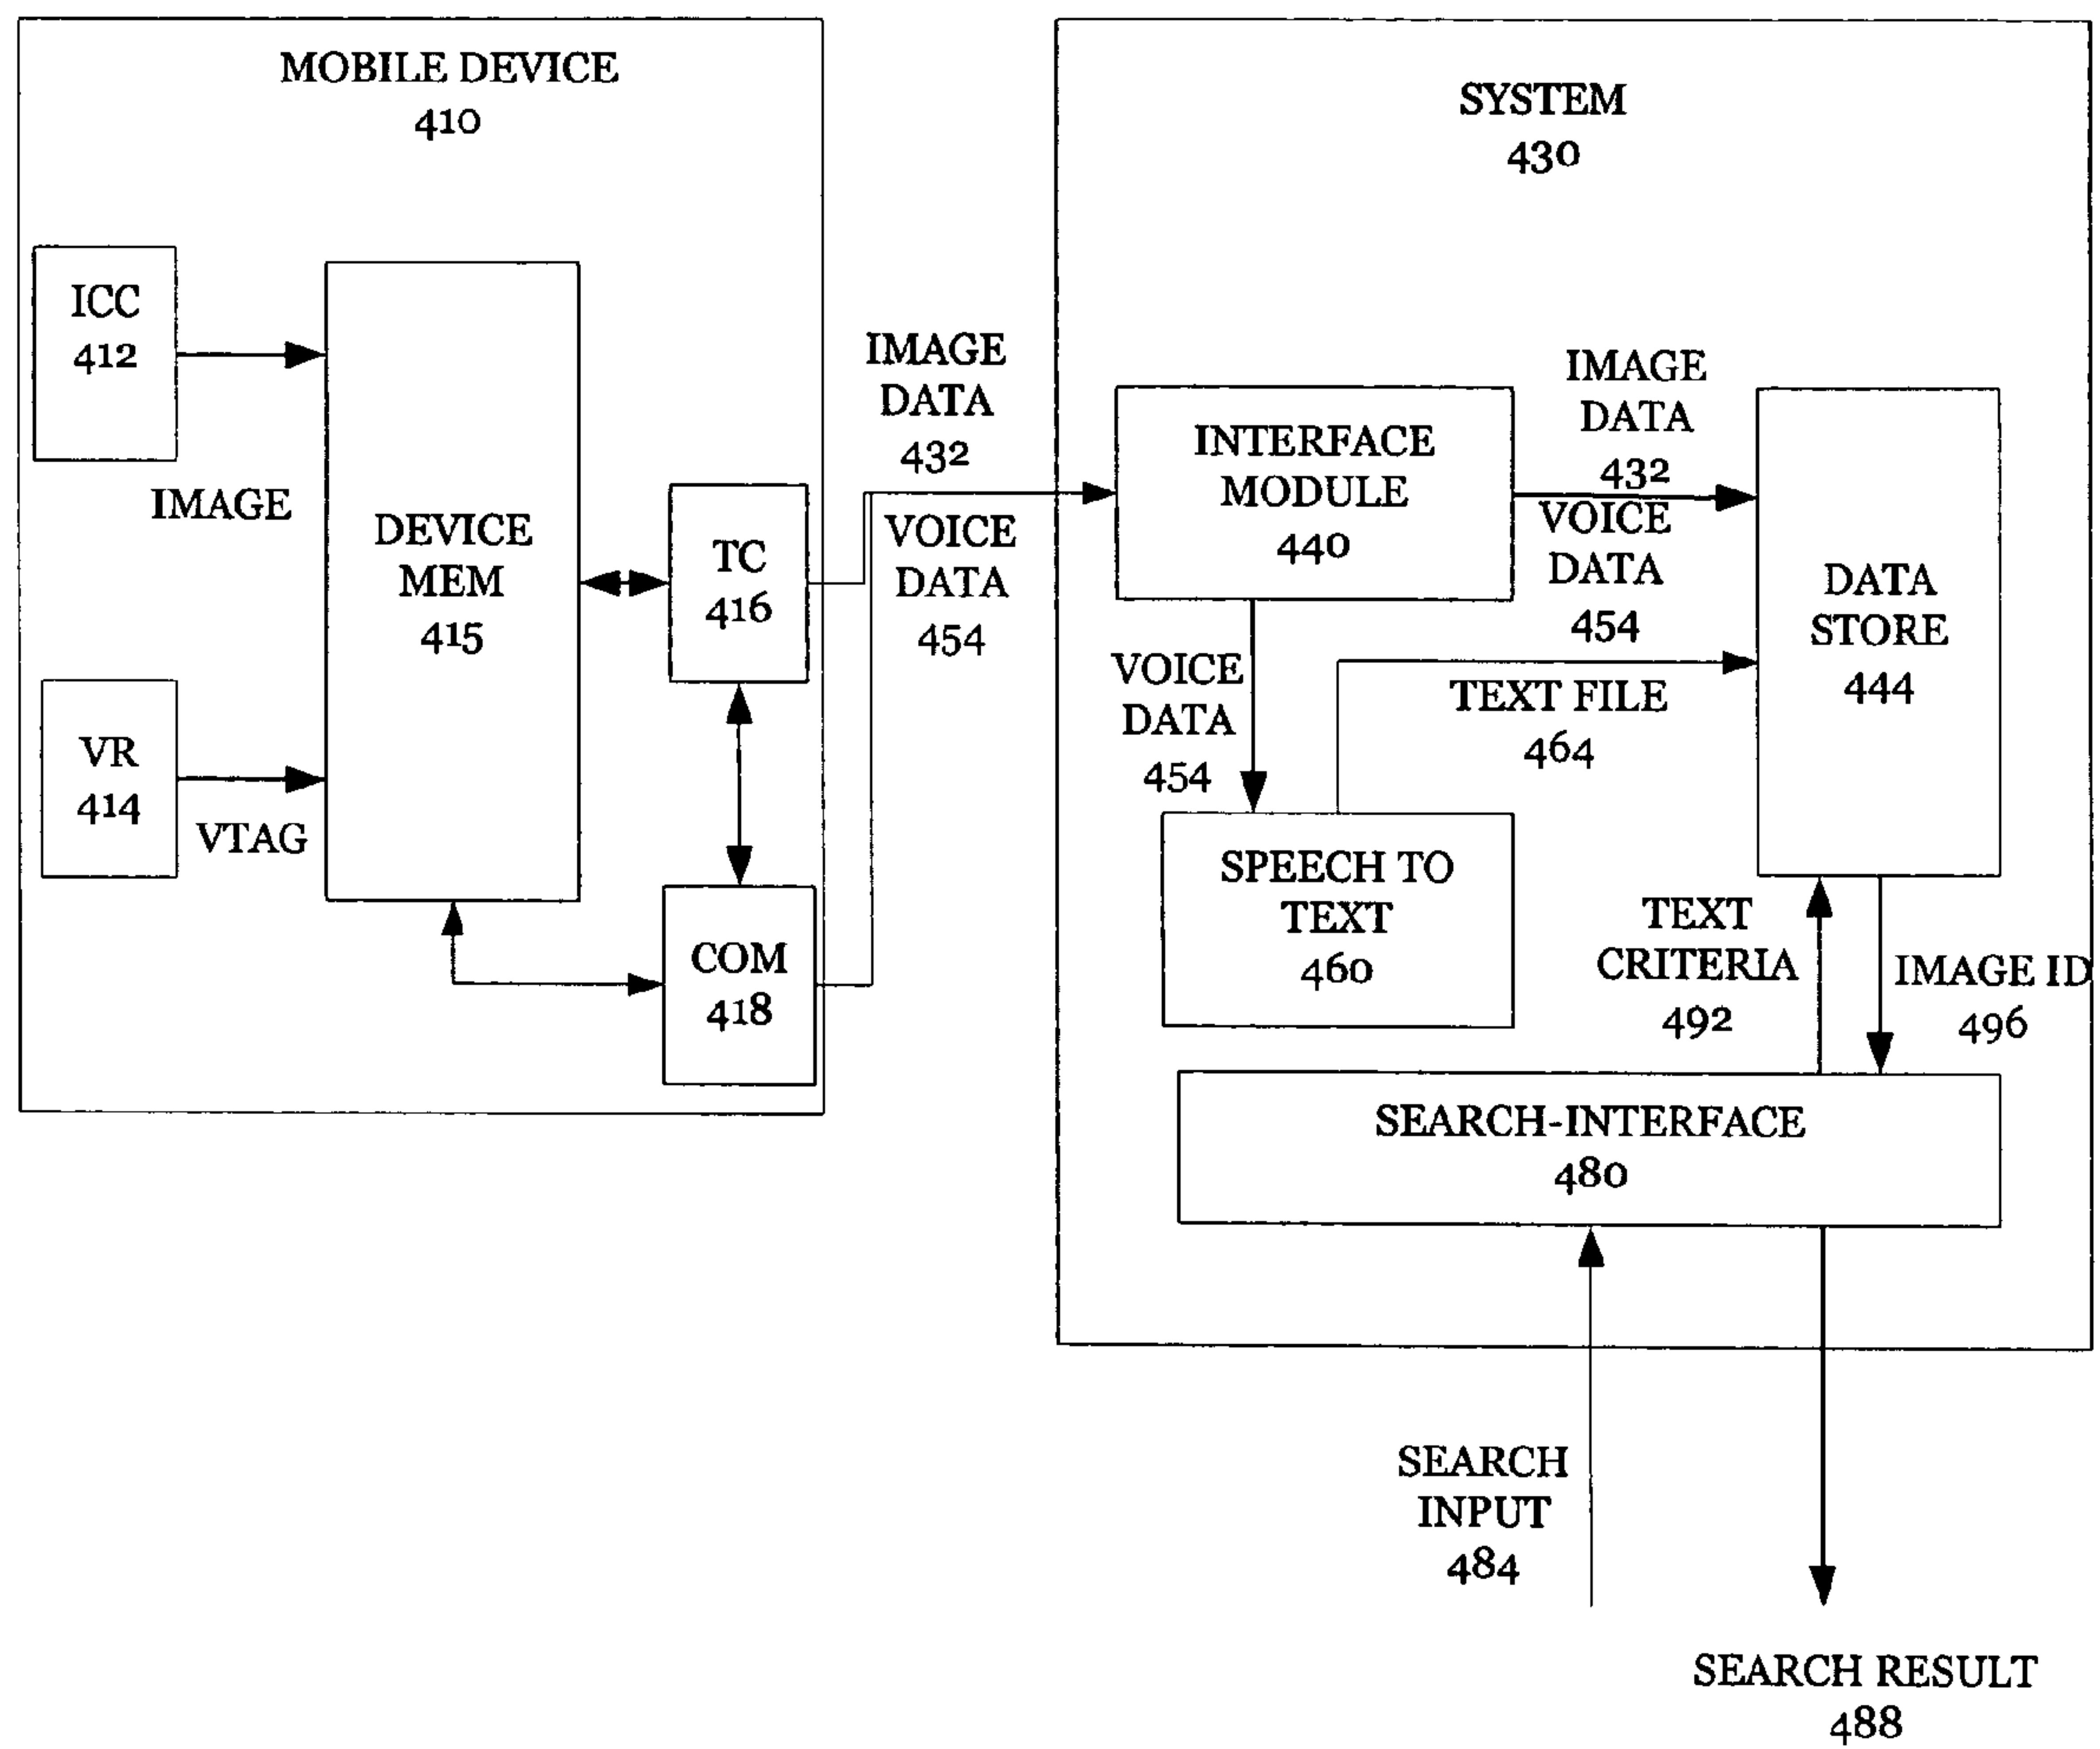 MOBILE DEVICE
410
ICC
412
IMAGE
DEVICE
MEM
415
VR
414
VTAG
TC
416
COM
418
IMAGE
DATA
432
VOICE
DATA
454
SYSTEM
430
INTERFACE
MODULE
440
IMAGE
DATA
432
VOICE
DATA
454
DATA
STORE
444
VOICE
DATA
454
TEXT FILE
464
SPEECH TO
TEXT
460
TEXT
CRITERIA
492
IMAGE ID
496
SEARCH-INTERFACE
480
SEARCH
INPUT
484
SEARCH RESULT
488